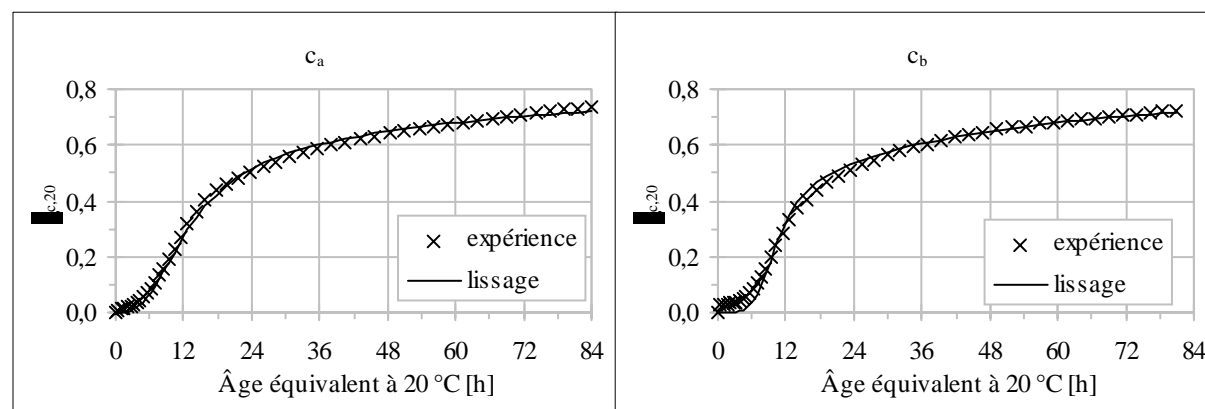 c_a
0,8
0,6
0,4
0,2
0,0
c,20
expérience
lissage
0 12 24 36 48 60 72 84
Âge équivalent à 20 °C [h]
c_b
0,8
0,6
0,4
0,2
0,0
c,20
expérience
lissage
0 12 24 36 48 60 72 84
Âge équivalent à 20 °C [h]